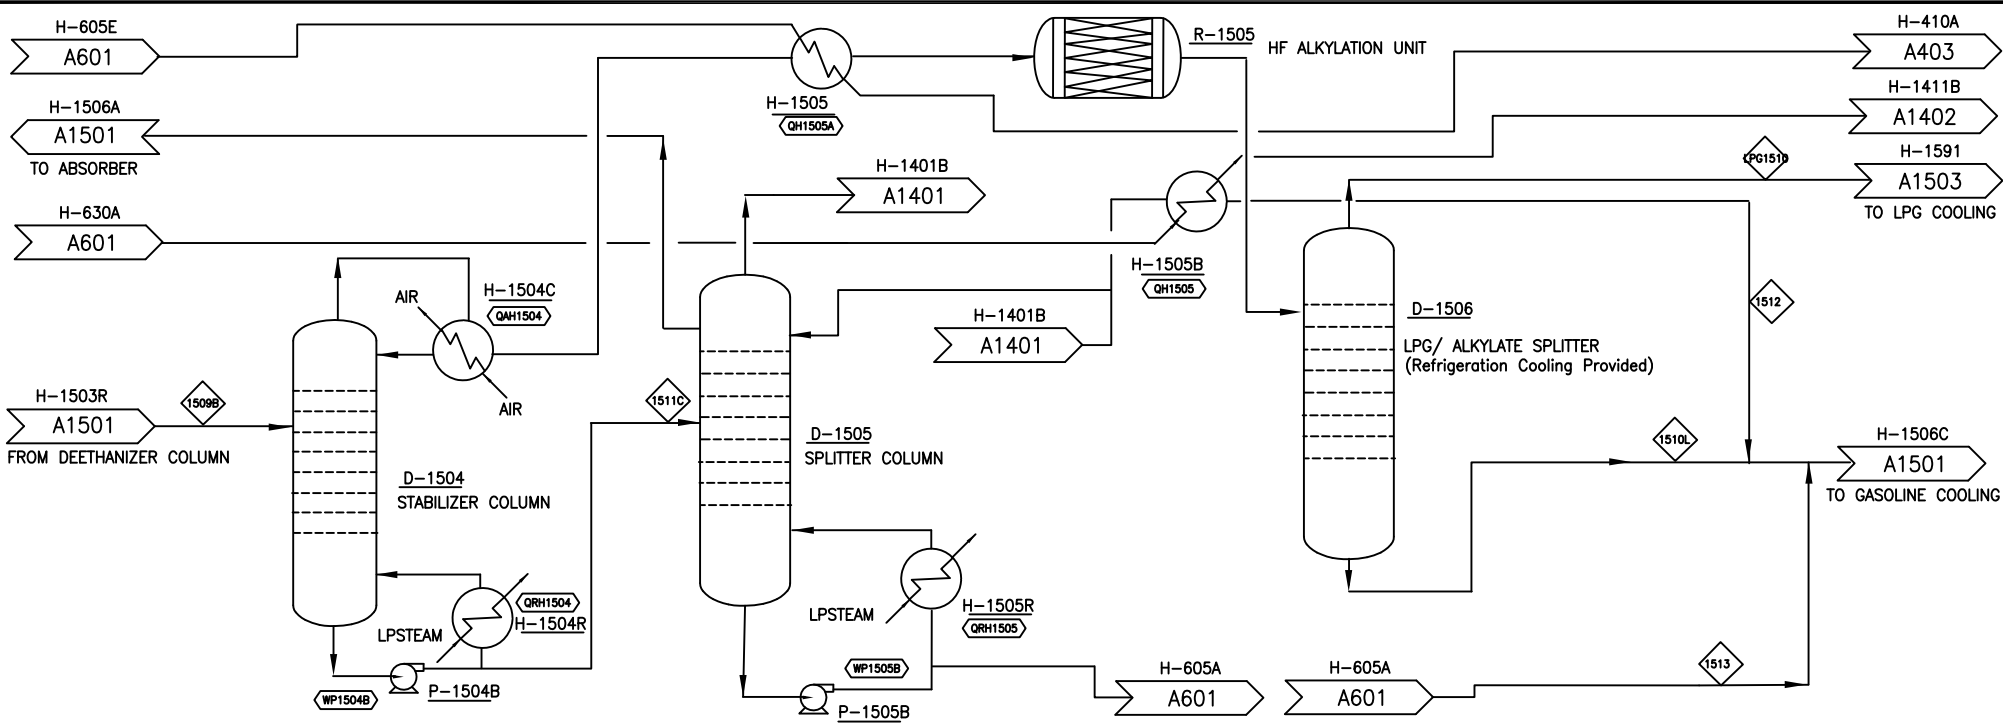 H-605E
A601
H-1506A
A1501
TO ABSORBER
H-630A
A601
H-1503R
A1501
FROM DEETHANIZER COLUMN
1509B
AIR
H-1504C
QAH1504
AIR
D-1504
STABILIZER COLUMN
LPSTEAM
QRH1504
H-1504R
WP1504B
P-1504B
1511C
H-1505
QH1505A
R-1505
HF ALKYLATION UNIT
H-1401B
A1401
H-1505B
QH1505
H-1401B
A1401
D-1505
SPLITTER COLUMN
LPSTEAM
H-1505R
QRH1505
WP1505B
P-1505B
H-605A
A601
H-605A
A601
D-1506
LPG/ ALKYLATE SPLITTER
(Refrigeration Cooling Provided)
H-410A
A403
H-1411B
A1402
LPG1510
H-1591
A1503
TO LPG COOLING
1512
1510L
H-1506C
A1501
TO GASOLINE COOLING
1513